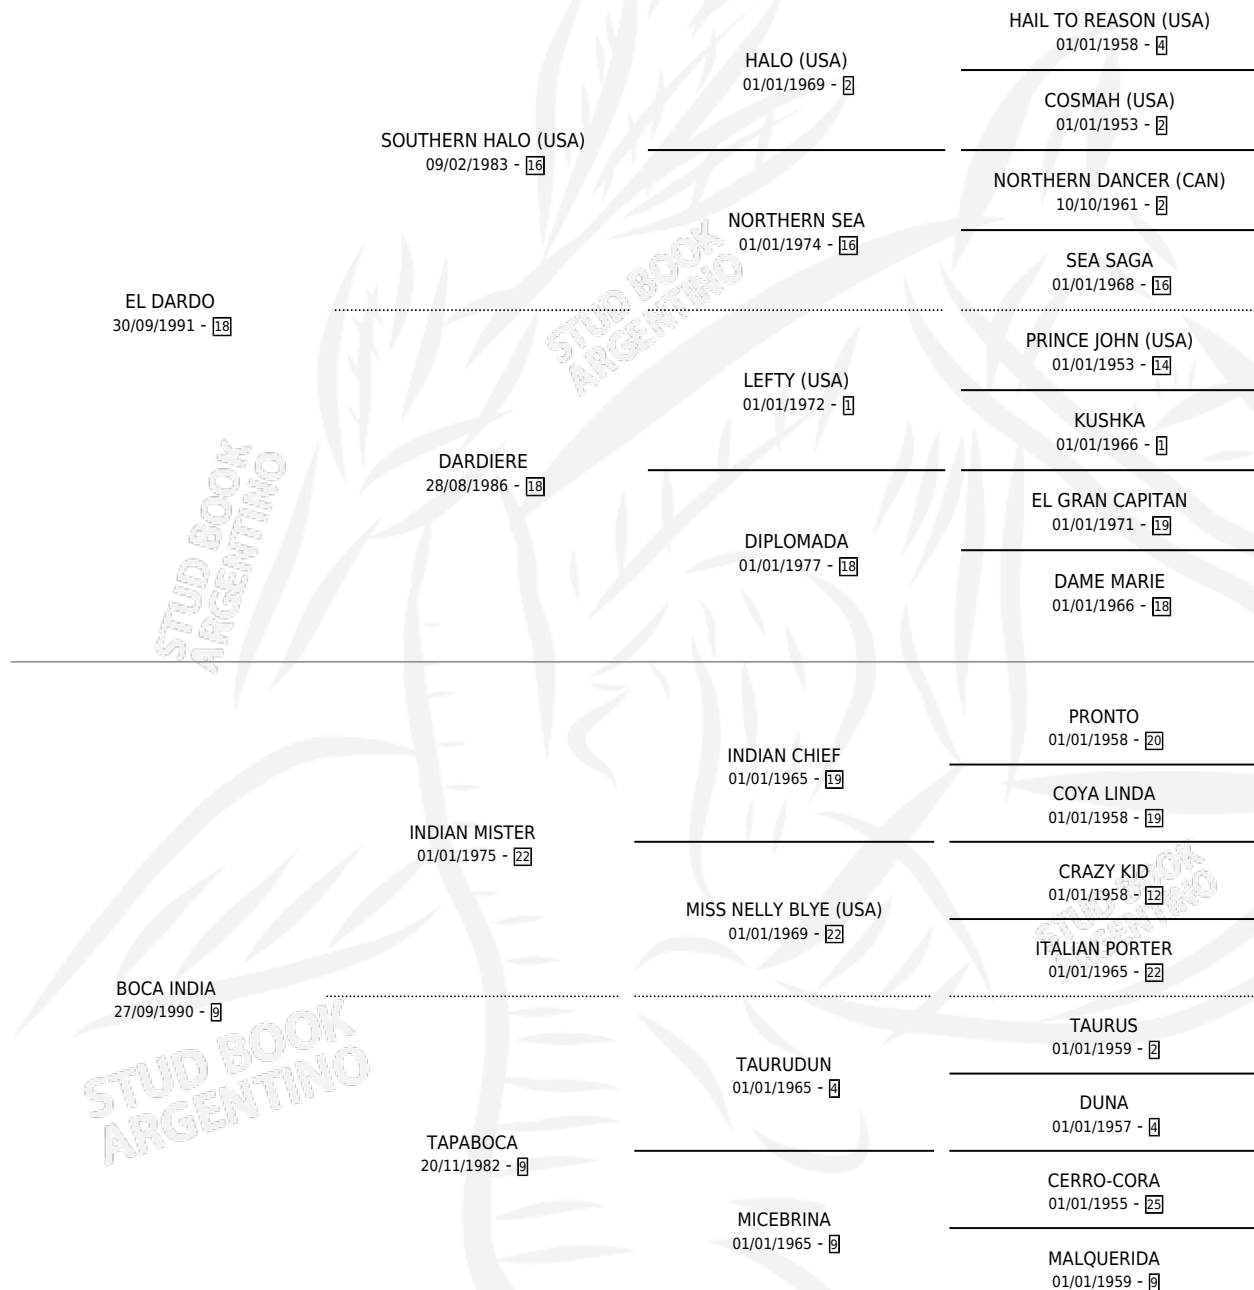 HAIL TO REASON (USA)
01/01/1958 - 4
HALO (USA)
01/01/1969 - 2
COSMAH (USA)
01/01/1953 - 2
SOUTHERN HALO (USA)
09/02/1983 - 16
NORTHERN DANCER (CAN)
10/10/1961 - 2
NORTHERN SEA
01/01/1974 - 16
SEA SAGA
01/01/1968 - 16
EL DARDO
30/09/1991 - 18
PRINCE JOHN (USA)
01/01/1953 - 14
LEFTY (USA)
01/01/1972 - 1
KUSHKA
01/01/1966 - 1
DARDIERE
28/08/1986 - 18
EL GRAN CAPITAN
01/01/1971 - 19
DIPLOMADA
01/01/1977 - 18
DAME MARIE
01/01/1966 - 18
PRONTO
01/01/1958 - 20
INDIAN CHIEF
01/01/1965 - 19
COYA LINDA
01/01/1958 - 19
INDIAN MISTER
01/01/1975 - 22
CRAZY KID
01/01/1958 - 12
MISS NELLY BLYE (USA)
01/01/1969 - 22
ITALIAN PORTER
01/01/1965 - 22
BOCA INDIA
27/09/1990 - 9
TAURUS
01/01/1959 - 2
TAURUDUN
01/01/1965 - 4
DUNA
01/01/1957 - 4
TAPABOCA
20/11/1982 - 9
CERRO-CORA
01/01/1955 - 25
MICEBRINA
01/01/1965 - 9
MALQUERIDA
01/01/1959 - 9
STUD BOOK
ARGENTINO
STUD BOOK
ARGENTINO
STUD BOOK
ARGENTINO
STUD BOOK
ARGENTINO